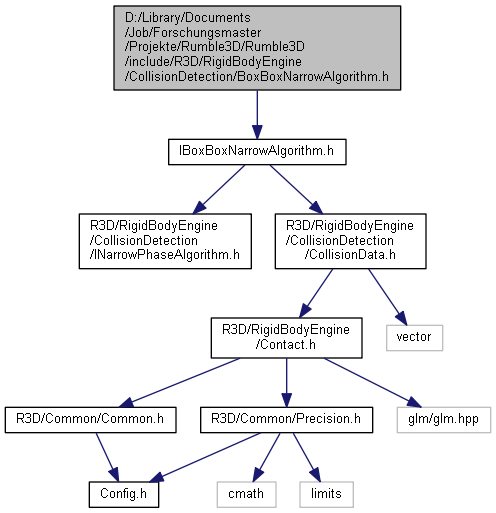 D:/Library/Documents
/Job/Forschungsmaster
/Projekte/Rumble3D/Rumble3D
/include/R3D/RigidBodyEngine
/CollisionDetection/BoxBoxNarrowAlgorithm.h
IBoxBoxNarrowAlgorithm.h
R3D/RigidBodyEngine
/CollisionDetection
/INarrowPhaseAlgorithm.h
R3D/RigidBodyEngine
/CollisionDetection
/CollisionData.h
R3D/RigidBodyEngine
/Contact.h
vector
R3D/Common/Common.h
R3D/Common/Precision.h
glm/glm.hpp
Config.h
cmath
limits